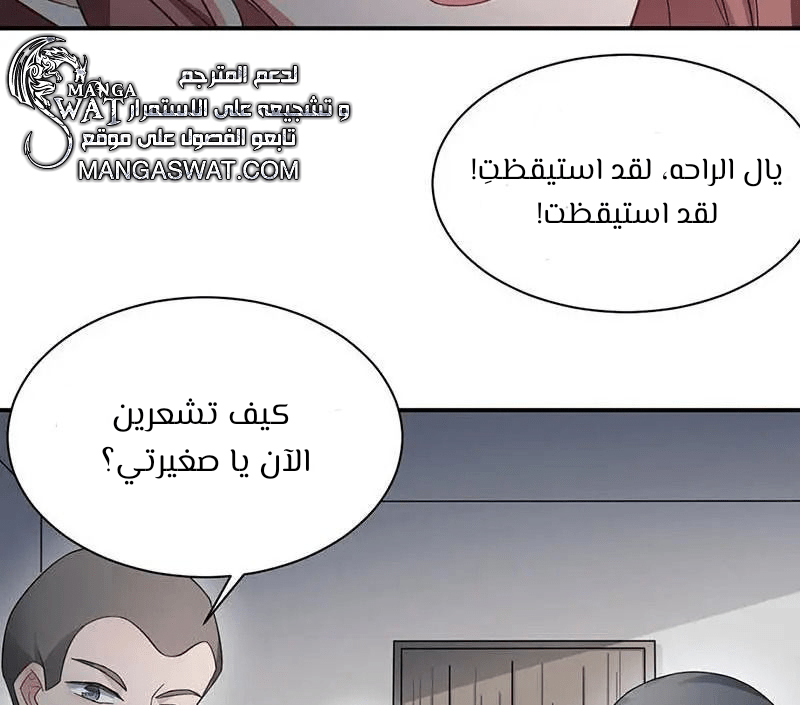 MANGA
SWAT
لدعم المترجم
و تشجيعه على الاستمرار
تابعو الفصول على موقع
MANGASWAT.COM
يال الراحه، لقد استيقظتِ!
لقد استيقظت!
كيف تشعرين
الآن يا صغيرتي؟